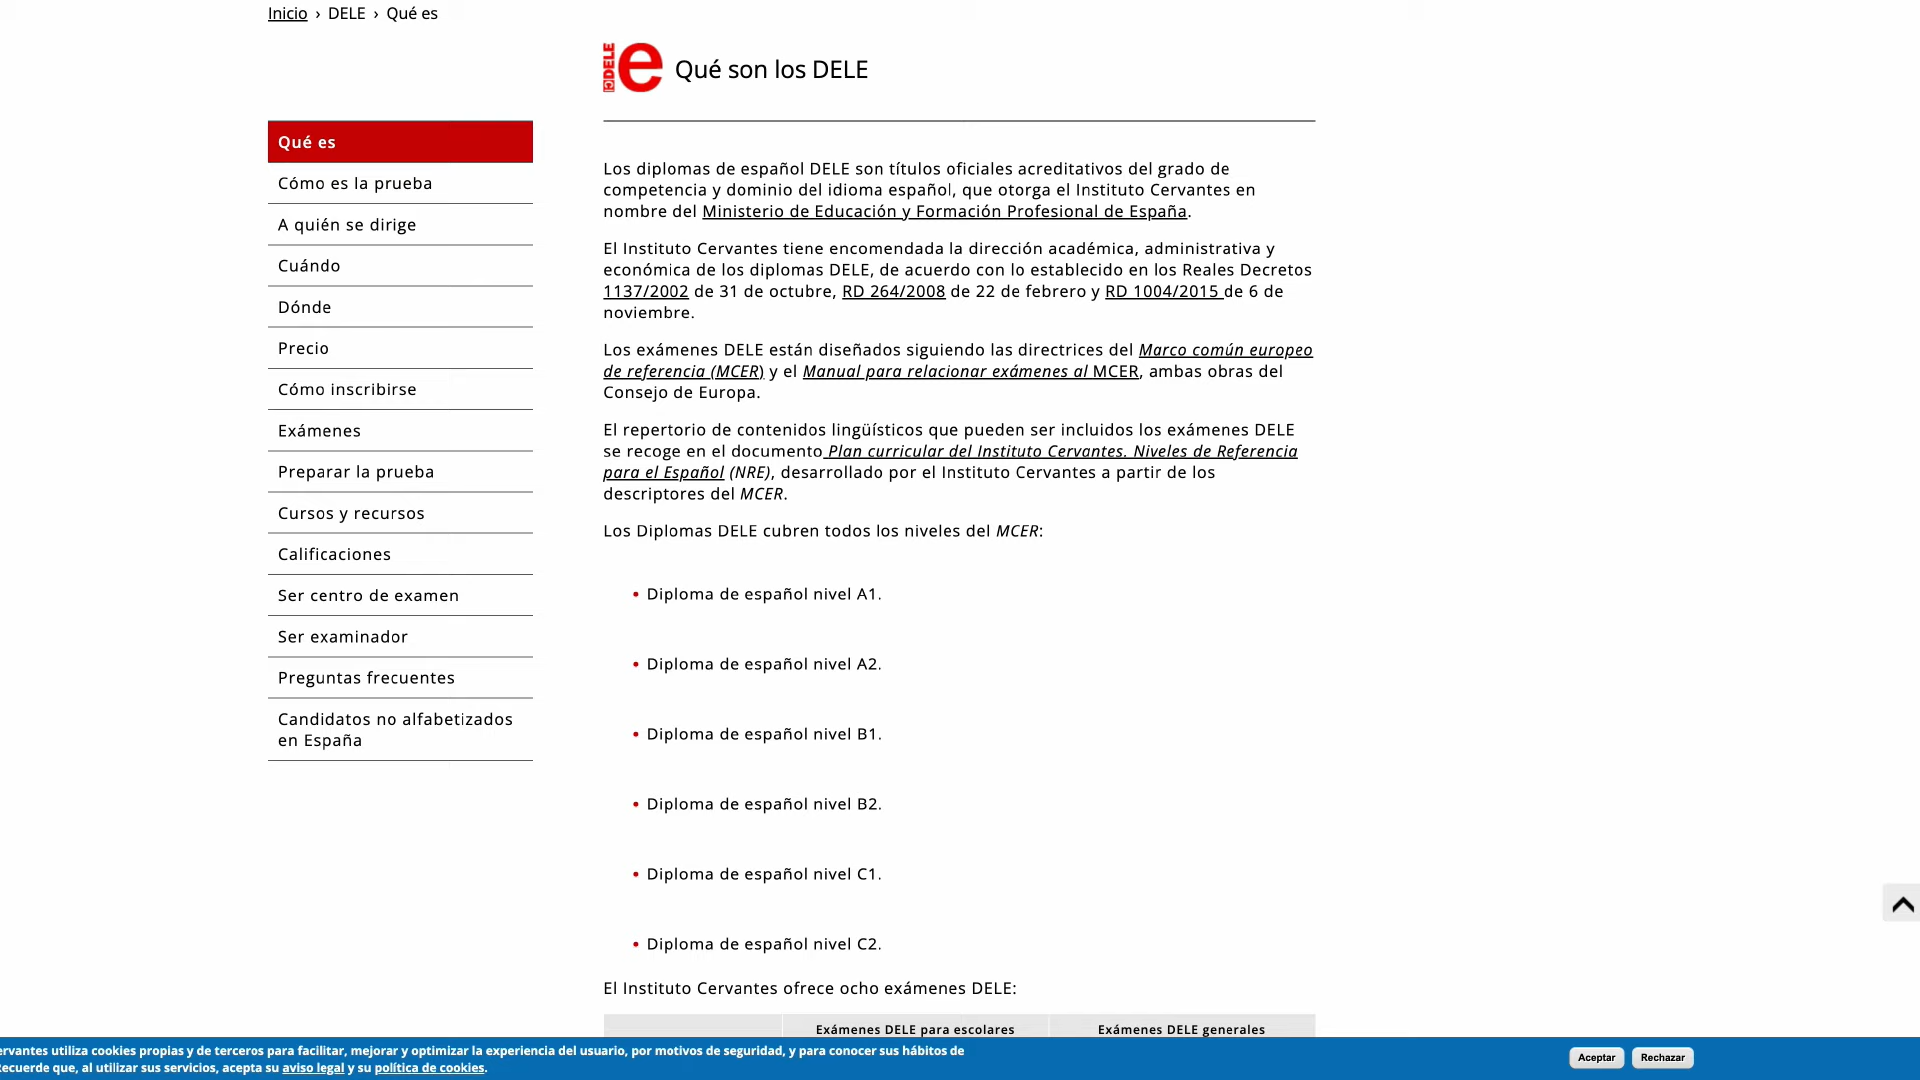 Inicio › DELE › Qué es
Qué son los DELE
Qué es
Cómo es la prueba
A quién se dirige
Cuándo
Dónde
Precio
Cómo inscribirse
Exámenes
Preparar la prueba
Cursos y recursos
Calificaciones
Ser centro de examen
Ser examinador
Preguntas frecuentes
Candidatos no alfabetizados
en España
Los diplomas de español DELE son títulos oficiales acreditativos del grado de
competencia y dominio del idioma español, que otorga el Instituto Cervantes en
nombre del Ministerio de Educación y Formación Profesional de España.
El Instituto Cervantes tiene encomendada la dirección académica, administrativa y
económica de los diplomas DELE, de acuerdo con lo establecido en los Reales Decretos
1137/2002 de 31 de octubre, RD 264/2008 de 22 de febrero y RD 1004/2015 de 6 de
noviembre.
Los exámenes DELE están diseñados siguiendo las directrices del Marco común europeo
de referencia (MCER) y el Manual para relacionar exámenes al MCER, ambas obras del
Consejo de Europa.
El repertorio de contenidos lingüísticos que pueden ser incluidos los exámenes DELE
se recoge en el documento Plan curricular del Instituto Cervantes. Niveles de Referencia
para el Español (NRE), desarrollado por el Instituto Cervantes a partir de los
descriptores del MCER.
Los Diplomas DELE cubren todos los niveles del MCER:
• Diploma de español nivel A1.
• Diploma de español nivel A2.
• Diploma de español nivel B1.
• Diploma de español nivel B2.
• Diploma de español nivel C1.
• Diploma de español nivel C2.
El Instituto Cervantes ofrece ocho exámenes DELE:
Exámenes DELE para escolares Exámenes DELE generales
ervantes utiliza cookies propias y de terceros para facilitar, mejorar y optimizar la experiencia del usuario, por motivos de seguridad, y para conocer sus hábitos de
ecuerde que, al utilizar sus servicios, acepta su aviso legal y su política de cookies.
Aceptar Rechazar